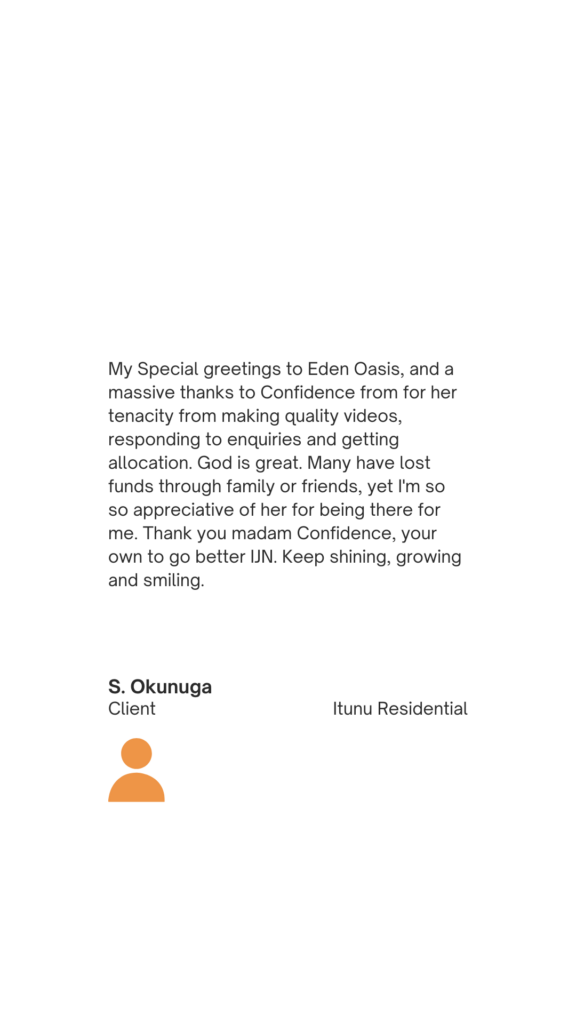 My Special greetings to Eden Oasis, and a
massive thanks to Confidence from for her
tenacity from making quality videos,
responding to enquiries and getting
allocation. God is great. Many have lost
funds through family or friends, yet I'm so
so appreciative of her for being there for
me. Thank you madam Confidence, your
own to go better IJN. Keep shining, growing
and smiling.
S. Okunuga
Client
Itunu Residential